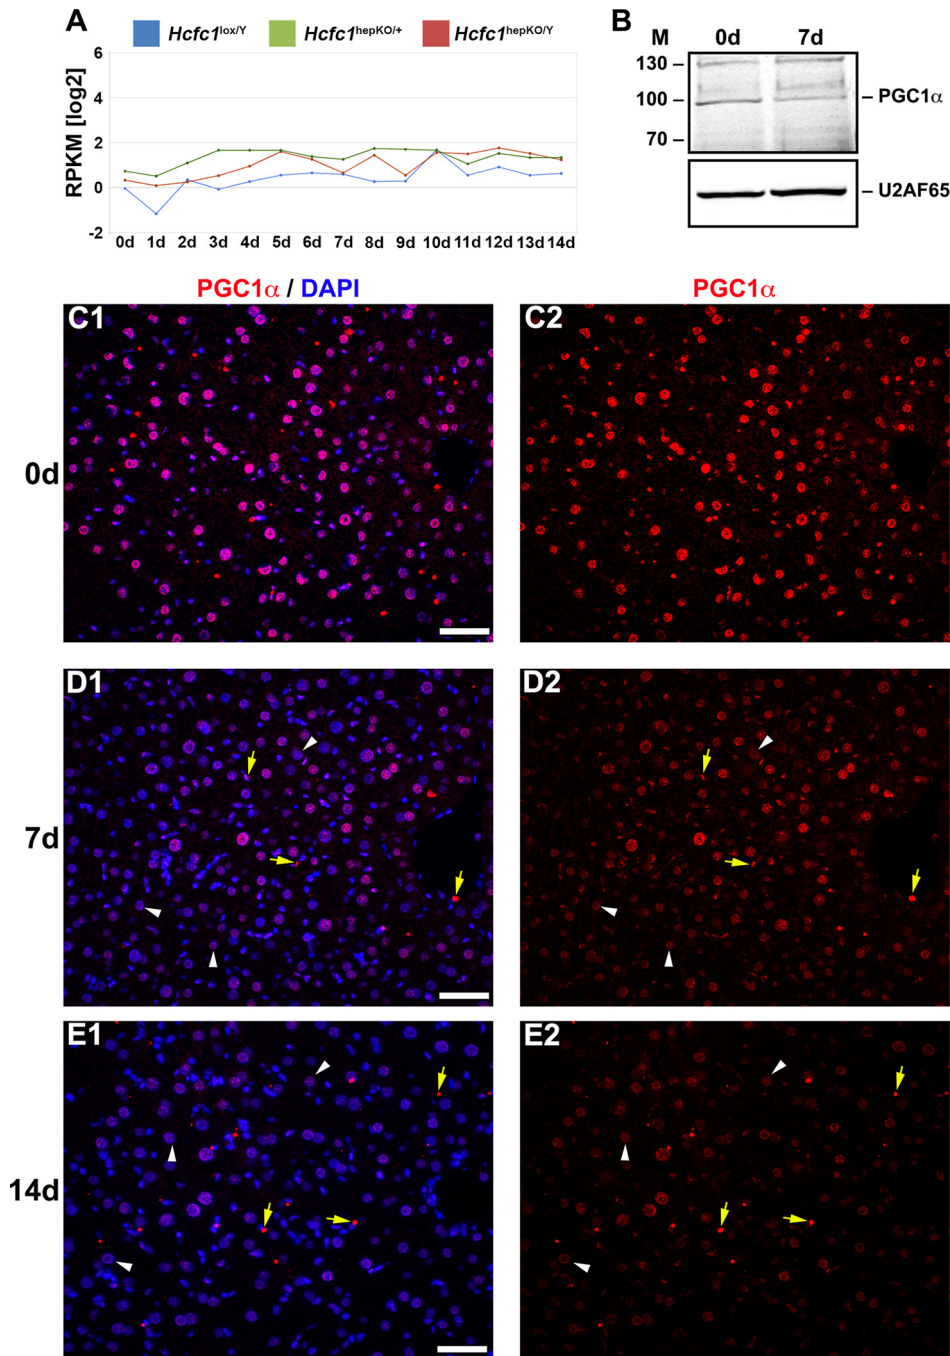 A
Hcfc1lox/Y Hcfc1hepKO/+ Hcfc1hepKO/Y
RPKM [log2]
6
4
2
0
-2
0d 1d 2d 3d 4d 5d 6d 7d 8d 9d 10d 11d 12d 13d 14d
B
M 0d 7d
130 –
100 –
70 –
– PGC1α
– U2AF65
PGC1α / DAPI
PGC1α
C1
C2
0d
D1
D2
7d
E1
E2
14d